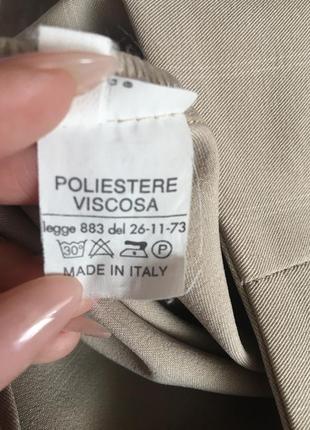 POLIESTERE
VISCOSA
legge 883 del 26-11-73
30° P
MADE IN ITALY